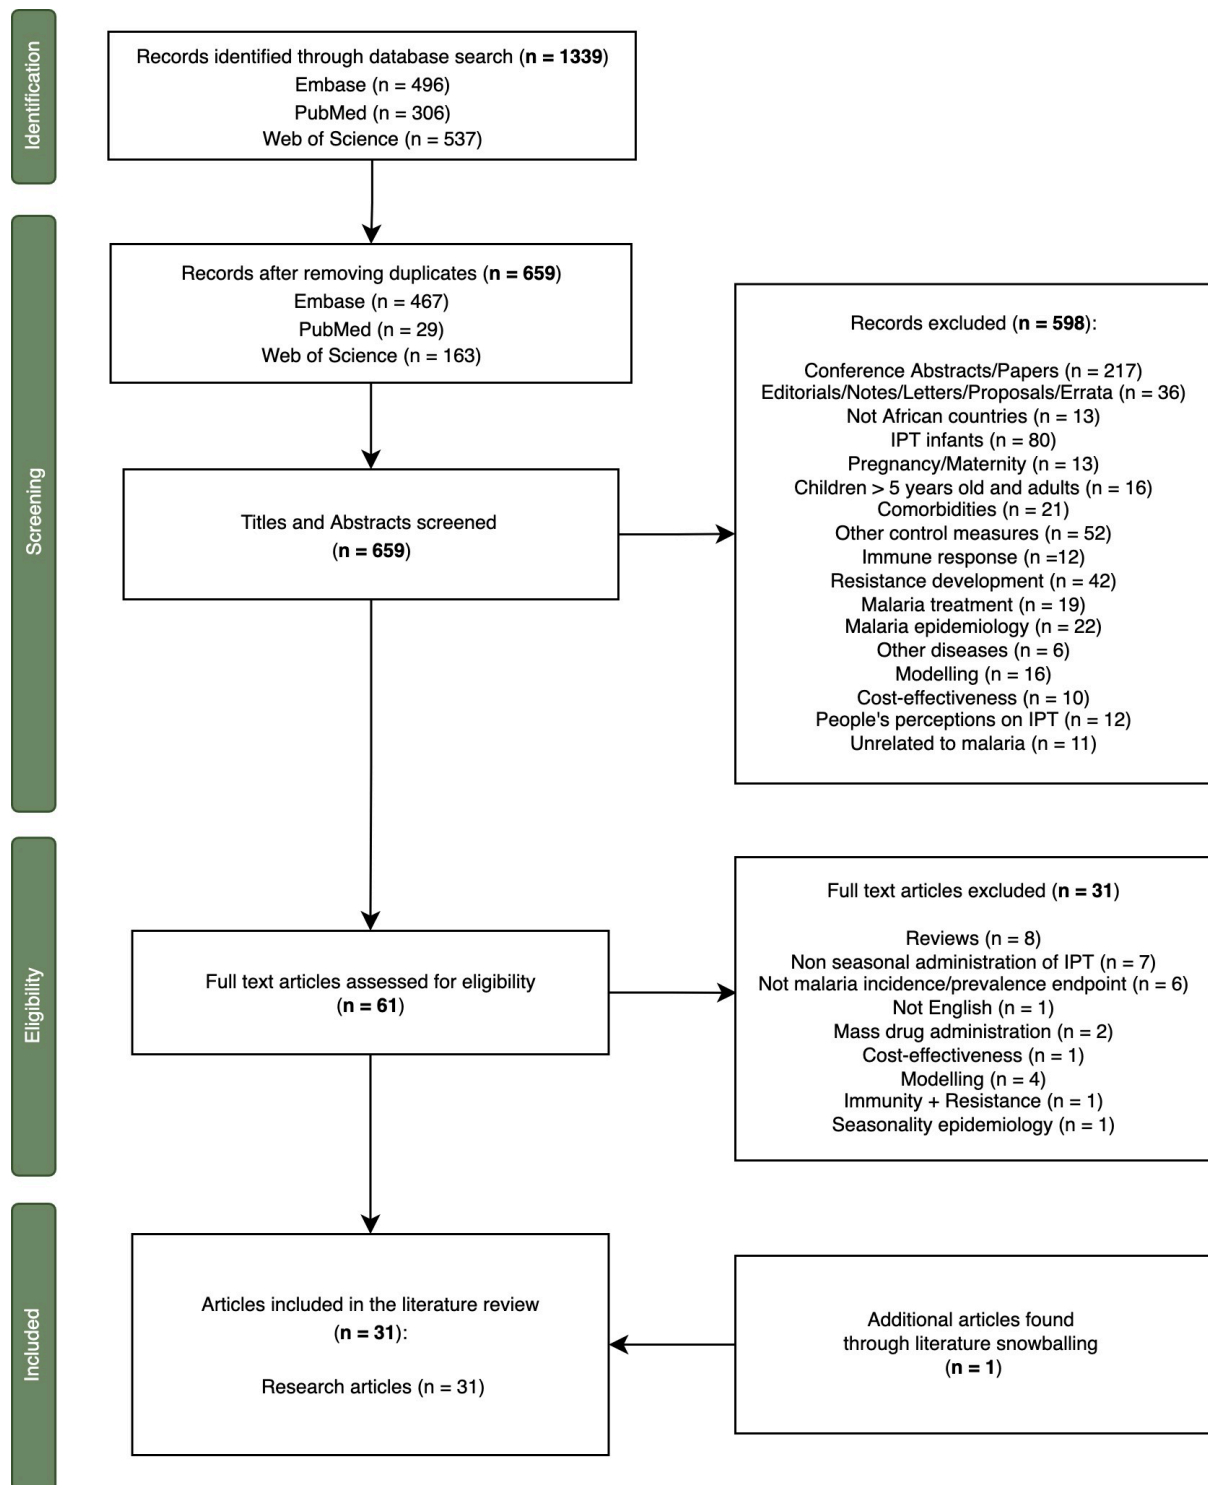 Identification
Records identified through database search (n = 1339)
Embase (n = 496)
PubMed (n = 306)
Web of Science (n = 537)
Screening
Records after removing duplicates (n = 659)
Embase (n = 467)
PubMed (n = 29)
Web of Science (n = 163)
Titles and Abstracts screened
(n = 659)
Records excluded (n = 598):
Conference Abstracts/Papers (n = 217)
Editorials/Notes/Letters/Proposals/Errata (n = 36)
Not African countries (n = 13)
IPT infants (n = 80)
Pregnancy/Maternity (n = 13)
Children > 5 years old and adults (n = 16)
Comorbidities (n = 21)
Other control measures (n = 52)
Immune response (n =12)
Resistance development (n = 42)
Malaria treatment (n = 19)
Malaria epidemiology (n = 22)
Other diseases (n = 6)
Modelling (n = 16)
Cost-effectiveness (n = 10)
People's perceptions on IPT (n = 12)
Unrelated to malaria (n = 11)
Eligibility
Full text articles assessed for eligibility
(n = 61)
Full text articles excluded (n = 31)
Reviews (n = 8)
Non seasonal administration of IPT (n = 7)
Not malaria incidence/prevalence endpoint (n = 6)
Not English (n = 1)
Mass drug administration (n = 2)
Cost-effectiveness (n = 1)
Modelling (n = 4)
Immunity + Resistance (n = 1)
Seasonality epidemiology (n = 1)
Included
Articles included in the literature review
(n = 31):
Research articles (n = 31)
Additional articles found
through literature snowballing
(n = 1)